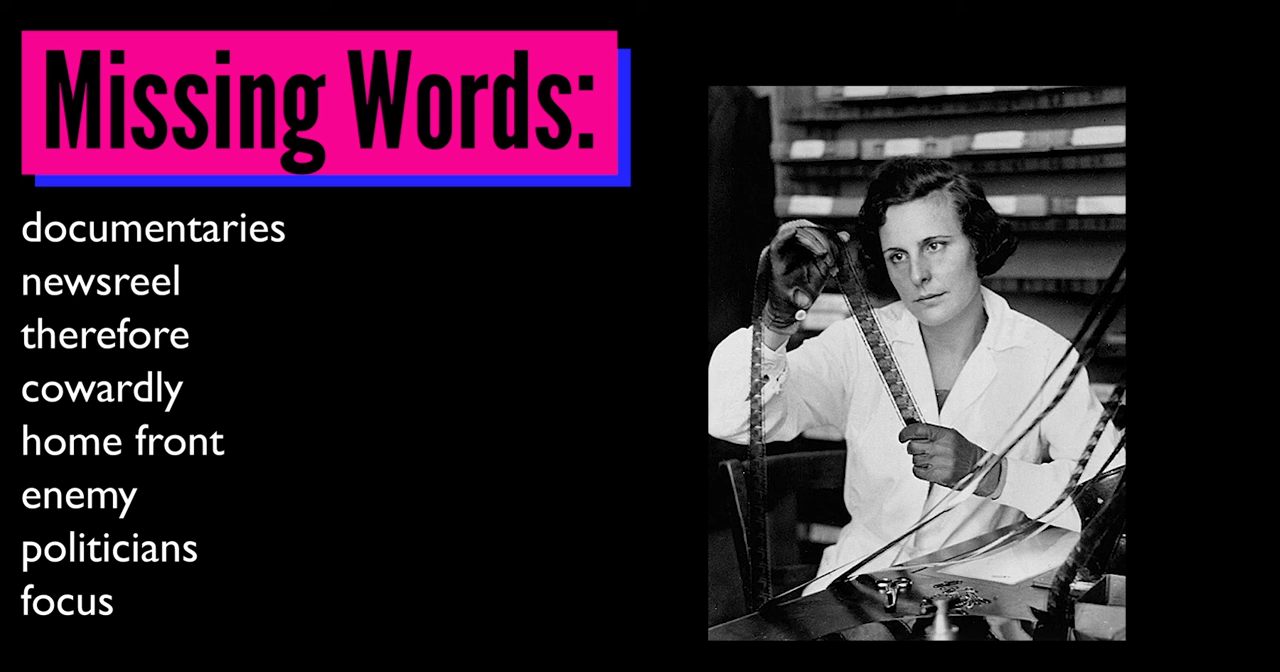 Missing Words:
documentaries
newsreel
therefore
cowardly
home front
enemy
politicians
focus